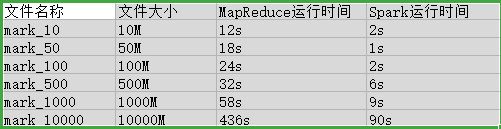 文件名称 文件大小 MapReduce运行时间 Spark运行时间
mark_10 10M 12s 2s
mark_50 50M 18s 1s
mark_100 100M 24s 2s
mark_500 500M 32s 6s
mark_1000 1000M 58s 9s
mark_10000 10000M 436s 90s